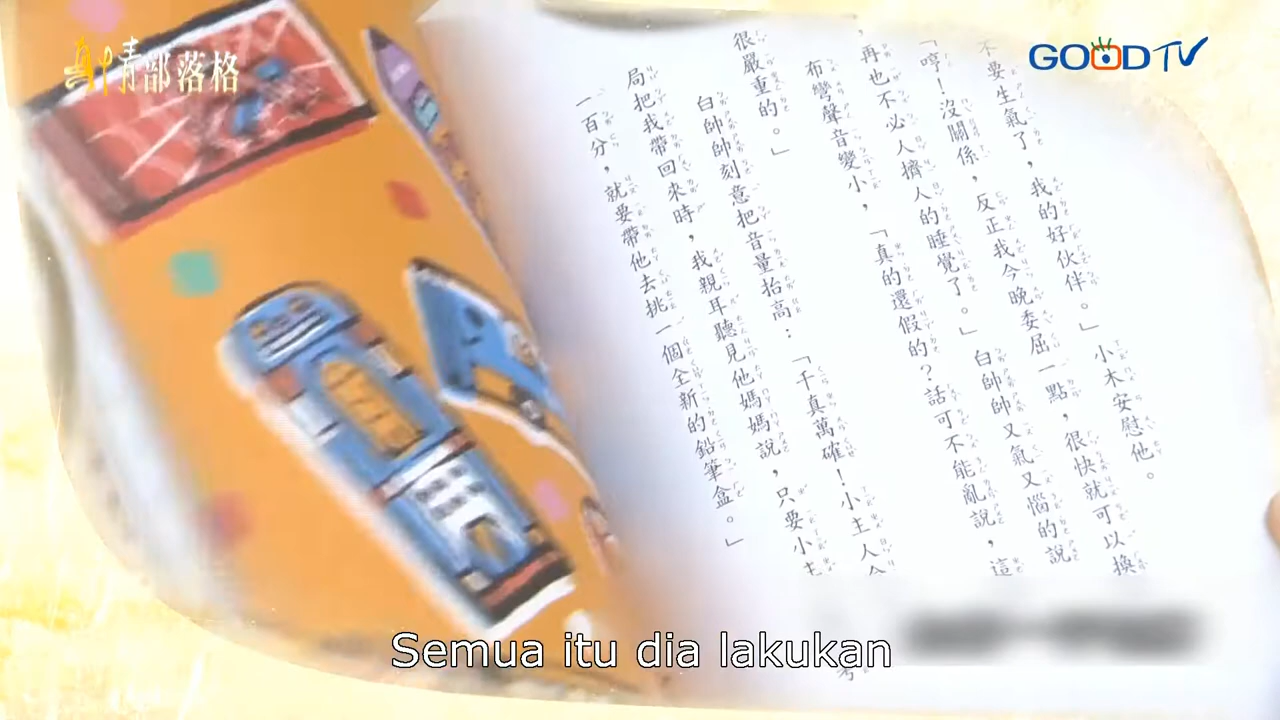 真情部落格
GOOD TV
不要生氣了,我的好伙伴。」小木安慰他。
「哼!沒關係,反正我今晚委屈一點,很快就可以換
,再也不必人擠人的睡覺了。」白帥帥又氣又惱的說
布彎聲音變小,「真的還假的?話可不能亂說,這
很嚴重的。」
白帥帥刻意把音量抬高:「千真萬確!小主人
局把我帶回來時,我親耳聽見他媽媽說,只要小主
一百分,就要帶他去挑一個全新的鉛筆盒。」
Semua itu dia lakukan